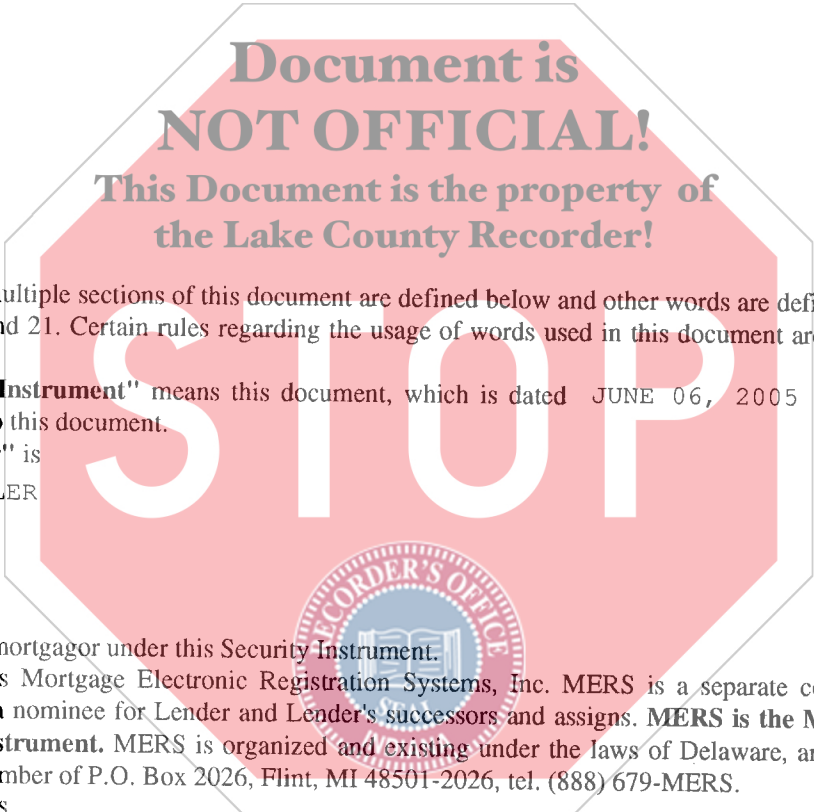 Document is
NOT OFFICIAL!
This Document is the property of
the Lake County Recorder!
ultiple sections of this document are defined below and other words are defi
nd 21. Certain rules regarding the usage of words used in this document ar
Instrument" means this document, which is dated JUNE 06, 2005
this document.
" is
LER
STOP
RECORDER'S OFFICE
SEAL
mortgagor under this Security Instrument.
s Mortgage Electronic Registration Systems, Inc. MERS is a separate c
nominee for Lender and Lender's successors and assigns. MERS is the M
strument. MERS is organized and existing under the laws of Delaware, a
mber of P.O. Box 2026, Flint, MI 48501-2026, tel. (888) 679-MERS.
s